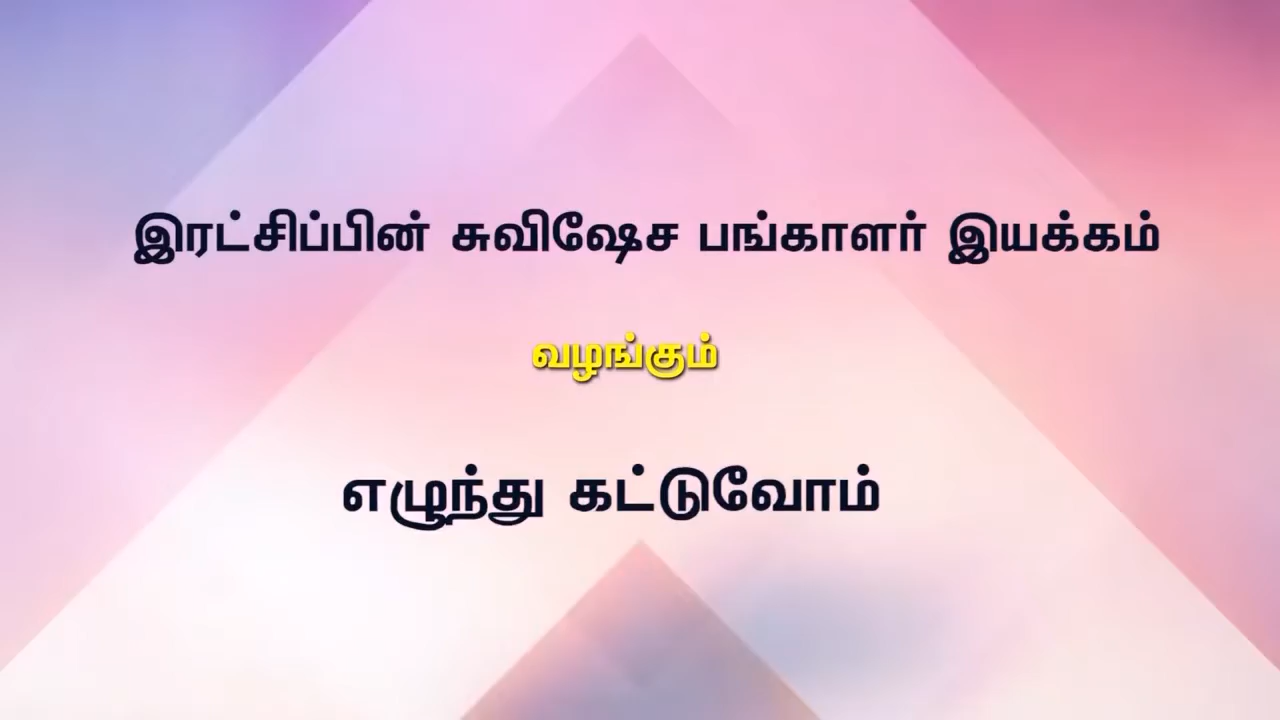 இரட்சிப்பின் சுவிஷேச பங்காளர் இயக்கம்
வழங்கும்
எழுந்து கட்டுவோம்